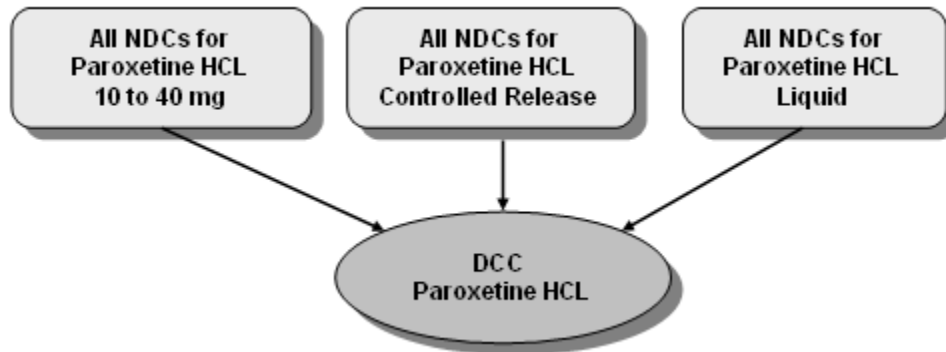 All NDCs for
Paroxetine HCL
10 to 40 mg
All NDCs for
Paroxetine HCL
Controlled Release
All NDCs for
Paroxetine HCL
Liquid
DCC
Paroxetine HCL